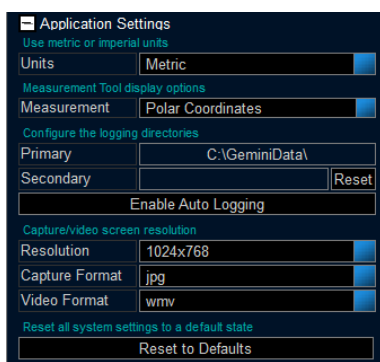 Application Settings
Use metric or imperial units
Units Metric
Measurement Tool display options
Measurement Polar Coordinates
Configure the logging directories
Primary C:\GeminiData\
Secondary Reset
Enable Auto Logging
Capture/video screen resolution
Resolution 1024x768
Capture Format jpg
Video Format wmv
Reset all system settings to a default state
Reset to Defaults